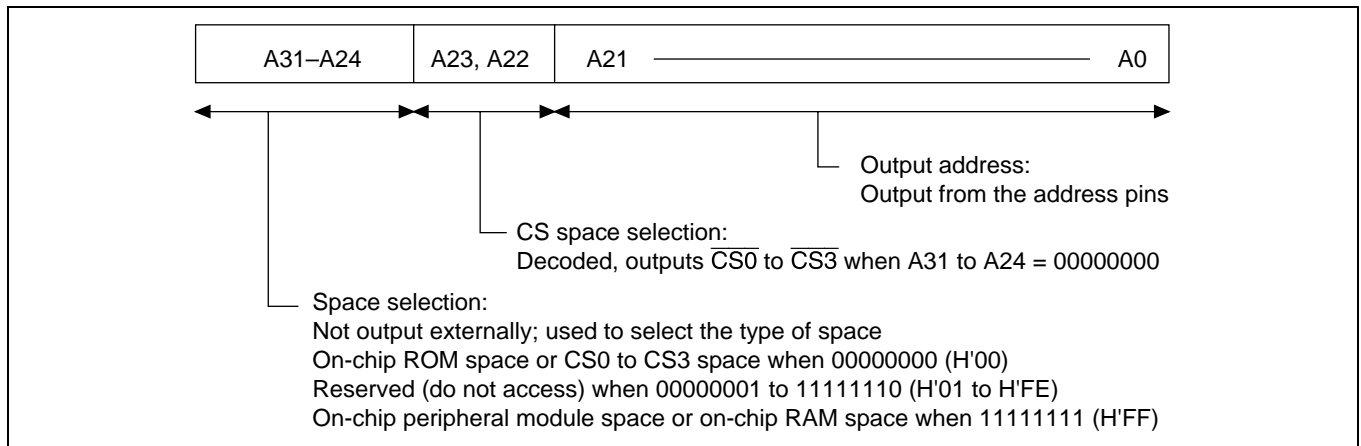 A31–A24 A23, A22 A21 A0
Output address:
Output from the address pins
CS space selection:
Decoded, outputs C̅S̅0̅ to C̅S̅3̅ when A31 to A24 = 00000000
Space selection:
Not output externally; used to select the type of space
On-chip ROM space or CS0 to CS3 space when 00000000 (H'00)
Reserved (do not access) when 00000001 to 11111110 (H'01 to H'FE)
On-chip peripheral module space or on-chip RAM space when 11111111 (H'FF)